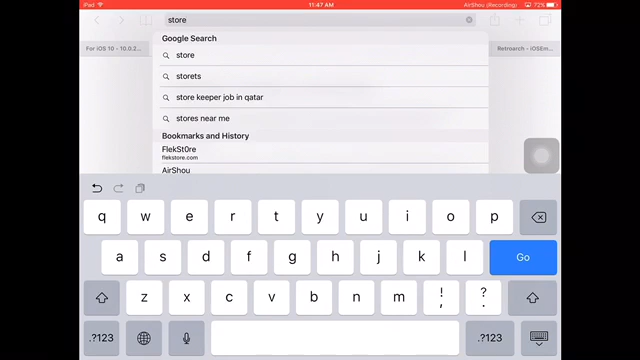 iPad 11:47 AM AirShou (Recording) 72%
store
For iOS 10 - 10.0.2...
Retroarch - iOSEm...
Google Search
store
storets
store keeper job in qatar
stores near me
Bookmarks and History
FlekSt0re
flekstore.com
AirShou
q w e r t y u i o p
a s d f g h j k l Go
z x c v b n m ! , ? .
.?123 .?123